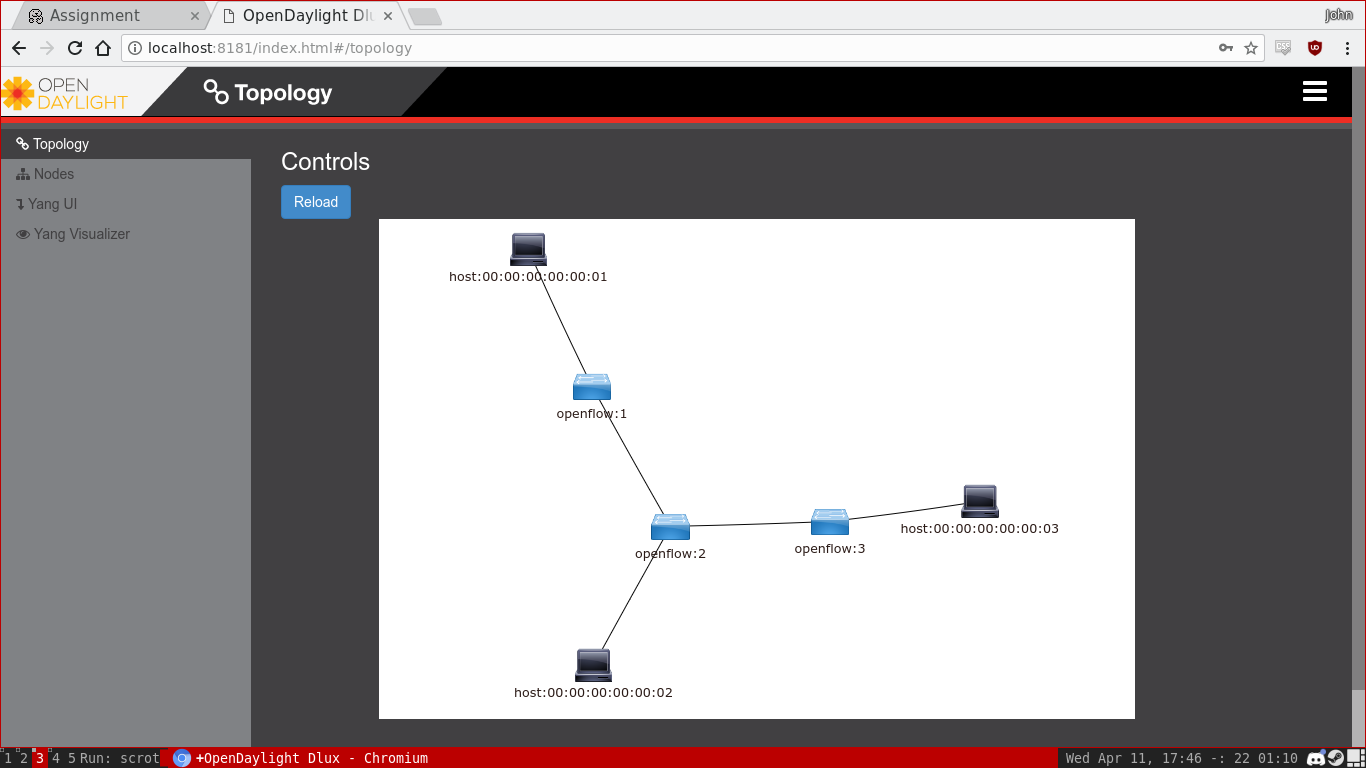 Assignment
OpenDaylight Dlu
John
localhost:8181/index.html#/topology
OPEN
DAYLIGHT
Topology
Topology
Nodes
Yang UI
Yang Visualizer
Controls
Reload
host:00:00:00:00:00:01
openflow:1
host:00:00:00:00:00:03
openflow:2
openflow:3
host:00:00:00:00:00:02
1 2 3 4 5 Run: scrot +OpenDaylight Dlux - Chromium Wed Apr 11, 17:46 -: 22 01:10